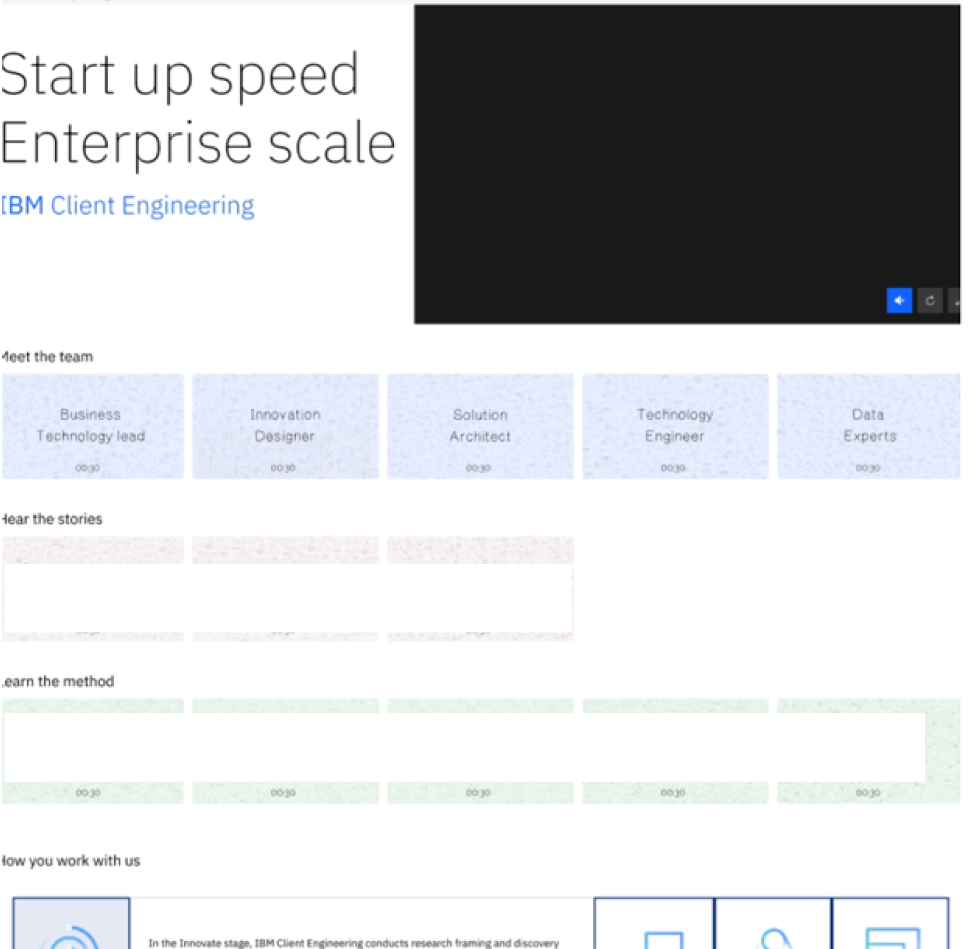 Start up speed
Enterprise scale
IBM Client Engineering
Meet the team
Business
Technology lead
00:30
Innovation
Designer
00:30
Solution
Architect
00:30
Technology
Engineer
00:30
Data
Experts
00:30
Hear the stories
Learn the method
00:30
00:30
00:30
00:30
00:30
How you work with us
In the Innovate stage, IBM Client Engineering conducts research framing and discovery